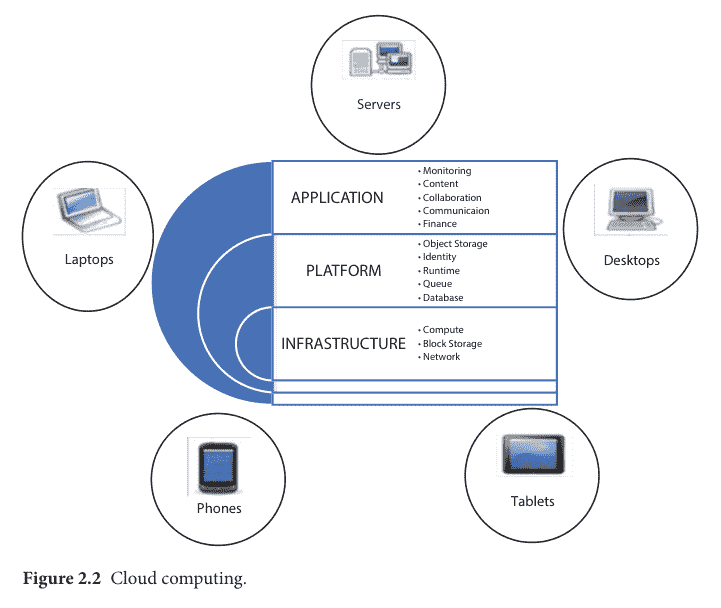 Servers
Laptops
APPLICATION
• Monitoring
• Content
• Collaboration
• Communicaion
• Finance
Desktops
PLATFORM
• Object Storage
• Identity
• Runtime
• Queue
• Database
INFRASTRUCTURE
• Compute
• Block Storage
• Network
Phones
Tablets
Figure 2.2 Cloud computing.